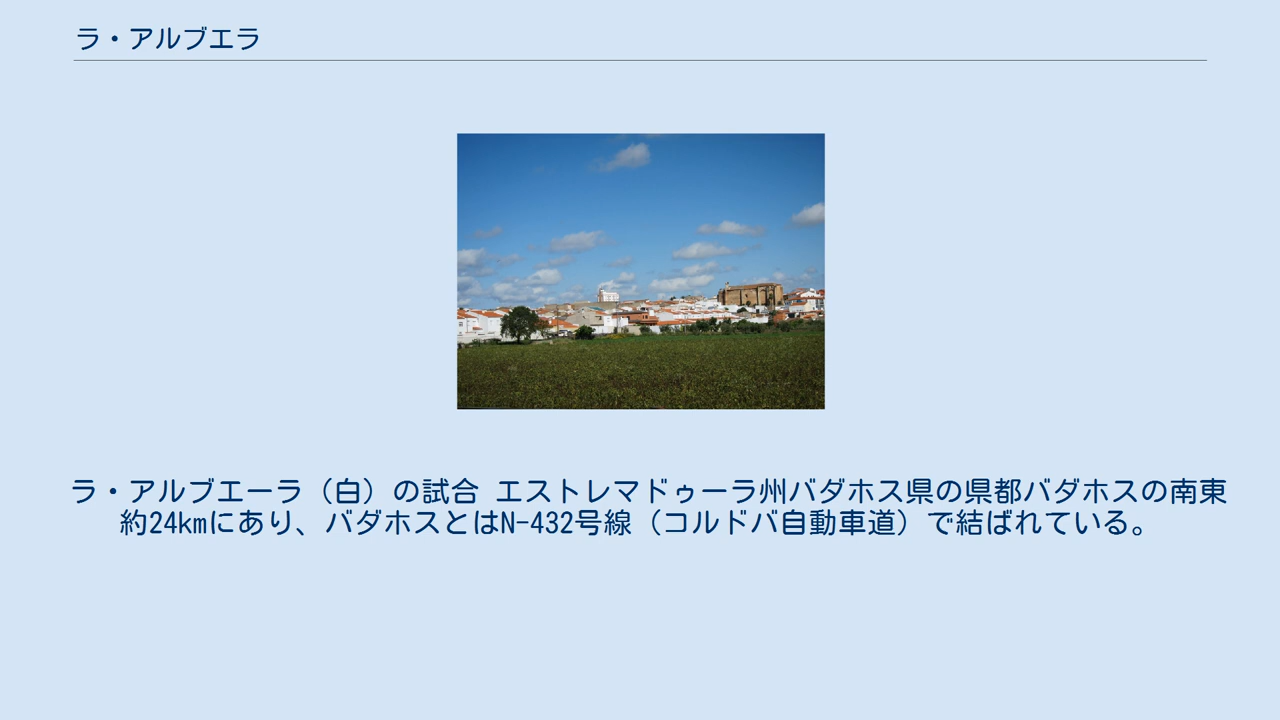 ラ・アルブエラ
ラ・アルブエーラ（白）の試合 エストレマドゥーラ州バダホス県の県都バダホスの南東
約24kmにあり、バダホスとはN-432号線（コルドバ自動車道）で結ばれている。